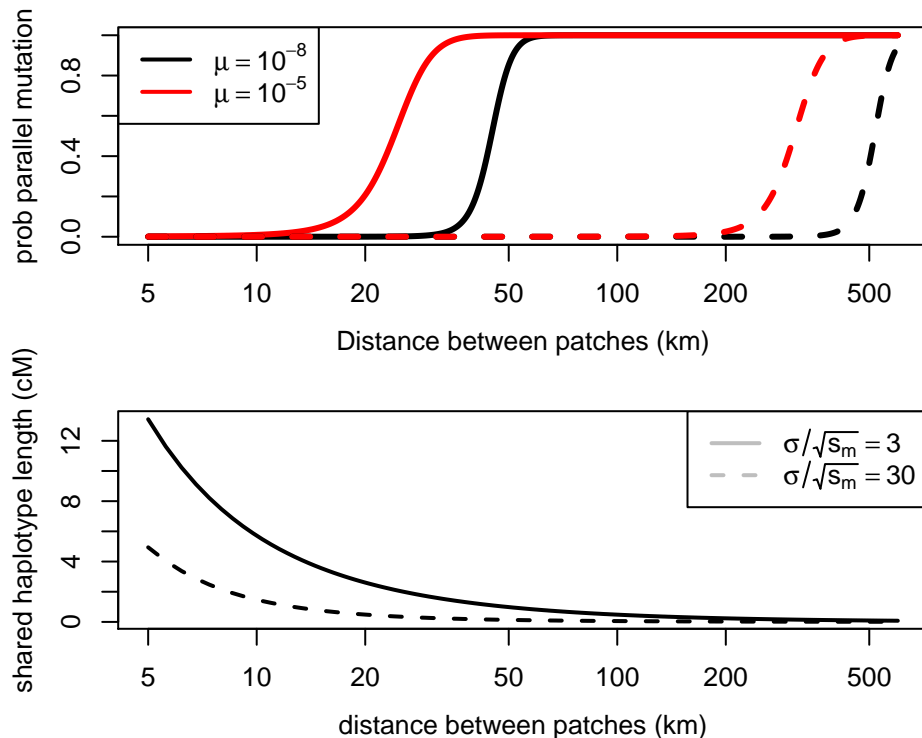 prob parallel mutation
0.0 0.4 0.8
μ = 10⁻⁸
μ = 10⁻⁵
5 10 20 50 100 200 500
Distance between patches (km)
shared haplotype length (cM)
0 4 8 12
σ/√sₘ = 3
σ/√sₘ = 30
5 10 20 50 100 200 500
distance between patches (km)